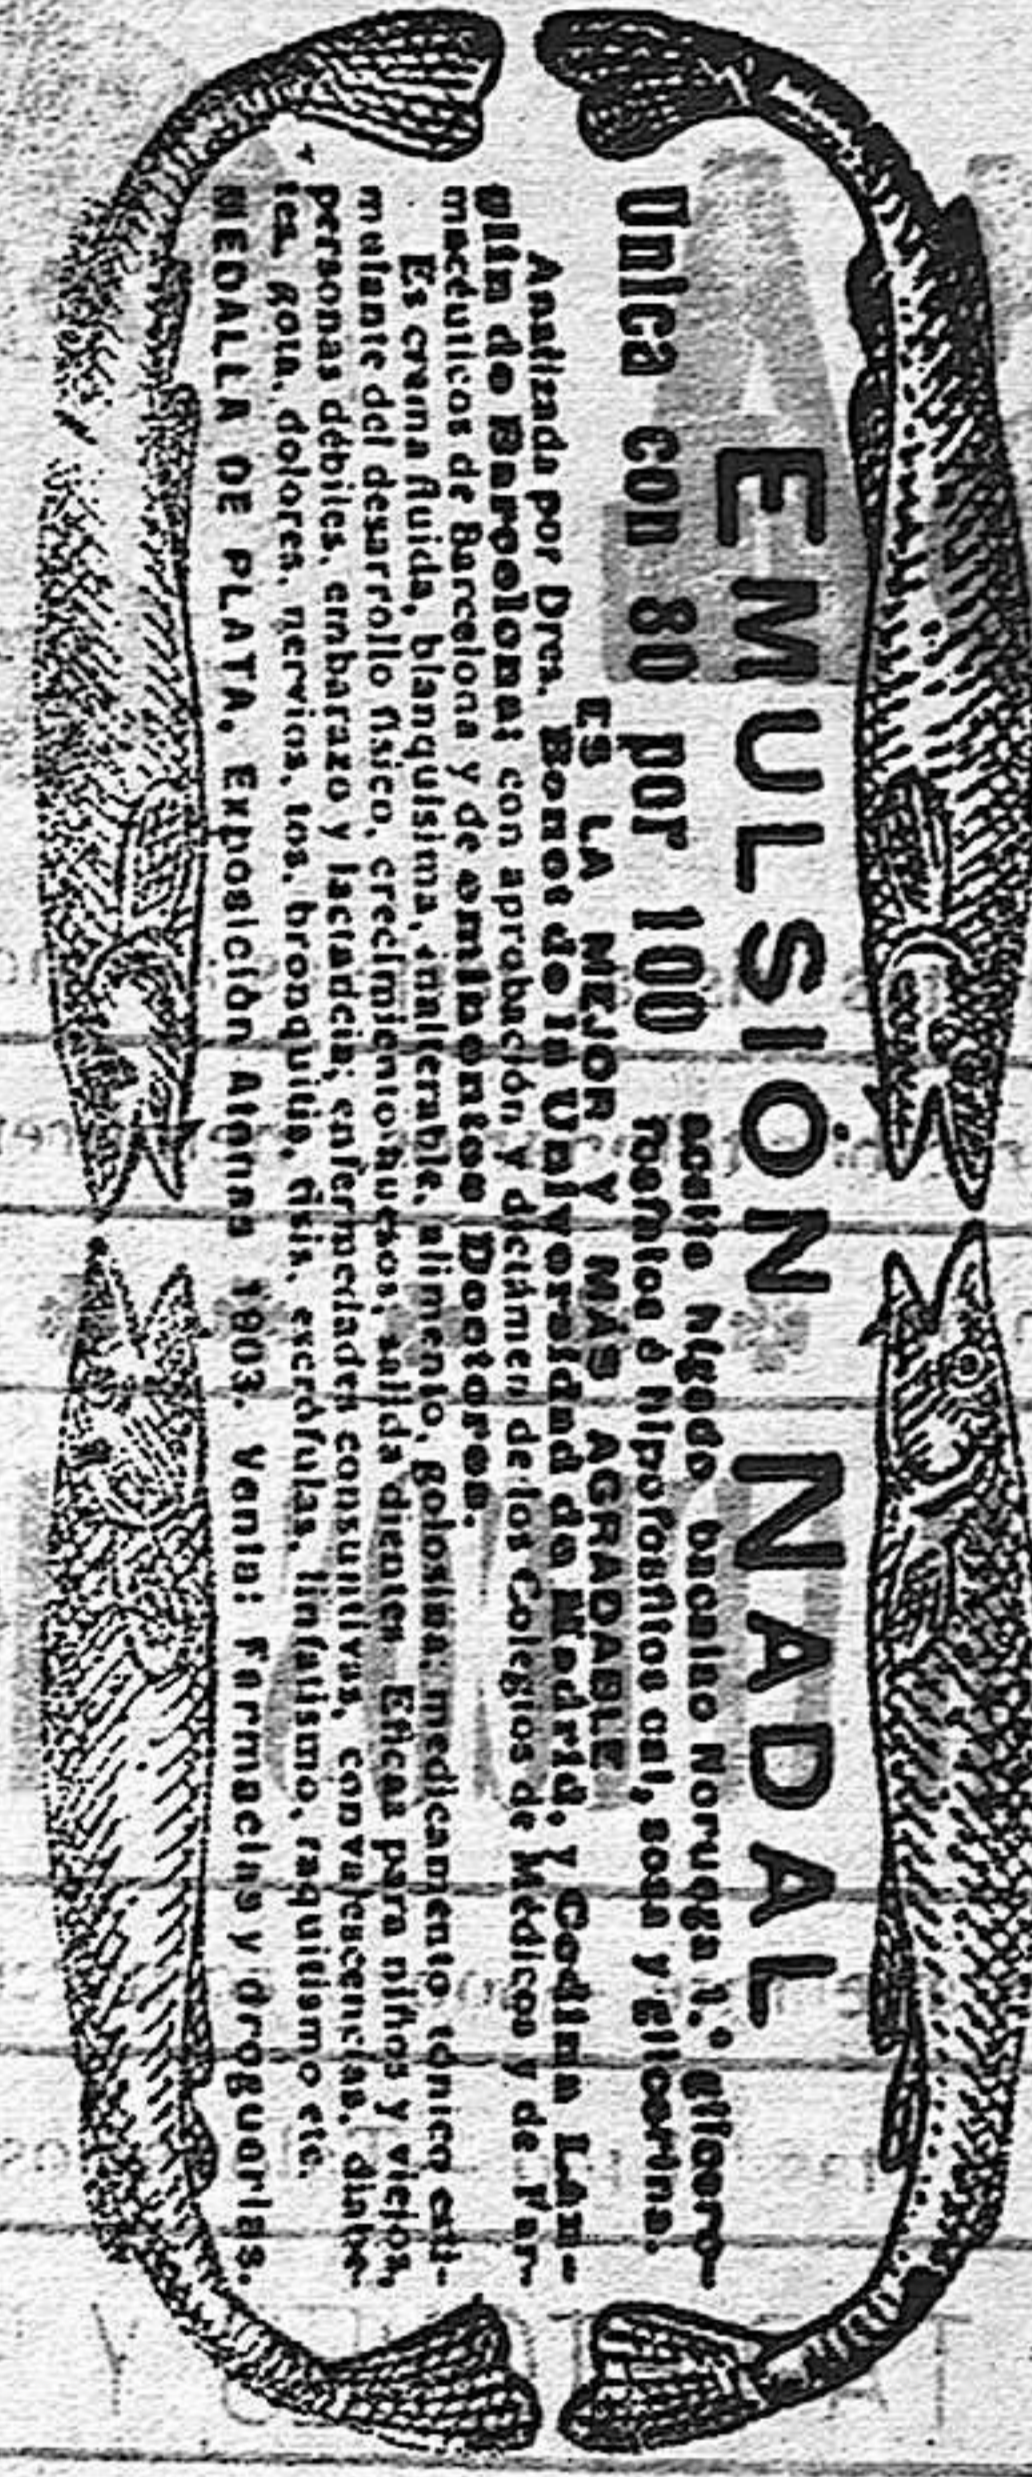 EMULSIÓN NADAL
Unica con 80 por 100 aceite hígado bacalao Noruega 1.º glicero-
fosfatos é hipofosfitos cal, sosa y glicerina.
ES LA MEJOR Y MÁS AGRADABLE
Analizada por Dres. Bonet de la Universidad de Madrid, y Codina Län-
glin de Barcelona; con aprobación y dictámen de los Colegios de Médicos y de Far-
macéuticos de Barcelona y de eminentes Doctores.
Es crema fluida, blanquísima, inalterable, alimento, golosina, medicamento tónico esti-
mulante del desarrollo físico, crecimiento huesos, salida dientes Eficaz para niños y viejos,
personas débiles, embarazo y lactancia; enfermedades consuntivas, convalescencias, diabe-
tes, gota, dolores, nervios, tos, bronquitis, tisis, escrófulas, linfatismo, raquitismo etc.
MEDALLA DE PLATA, Exposición Atenas 1903. Venta: Farmacias y droguerías.